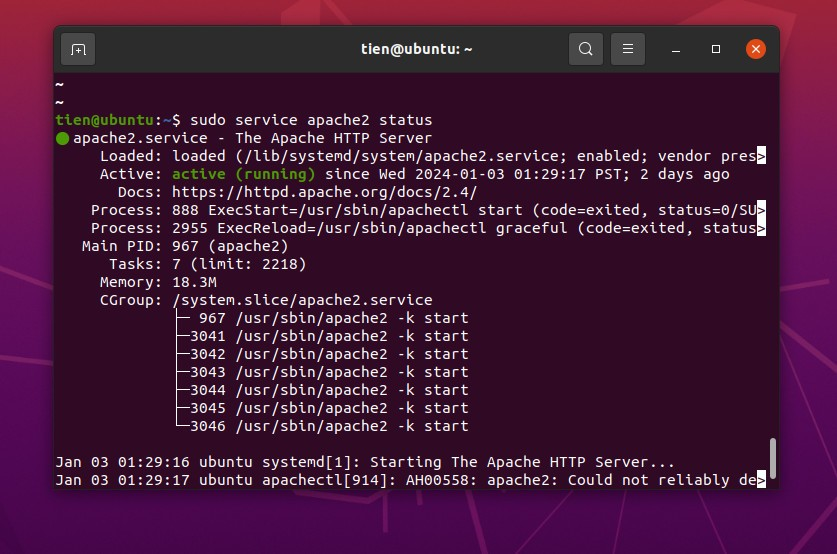 tien@ubuntu: ~
~
~
tien@ubuntu:~$ sudo service apache2 status
● apache2.service - The Apache HTTP Server
     Loaded: loaded (/lib/systemd/system/apache2.service; enabled; vendor pres>
     Active: active (running) since Wed 2024-01-03 01:29:17 PST; 2 days ago
       Docs: https://httpd.apache.org/docs/2.4/
    Process: 888 ExecStart=/usr/sbin/apachectl start (code=exited, status=0/SU>
    Process: 2955 ExecReload=/usr/sbin/apachectl graceful (code=exited, status>
   Main PID: 967 (apache2)
      Tasks: 7 (limit: 2218)
     Memory: 18.3M
     CGroup: /system.slice/apache2.service
             ├─ 967 /usr/sbin/apache2 -k start
             ├─3041 /usr/sbin/apache2 -k start
             ├─3042 /usr/sbin/apache2 -k start
             ├─3043 /usr/sbin/apache2 -k start
             ├─3044 /usr/sbin/apache2 -k start
             ├─3045 /usr/sbin/apache2 -k start
             └─3046 /usr/sbin/apache2 -k start
Jan 03 01:29:16 ubuntu systemd[1]: Starting The Apache HTTP Server...
Jan 03 01:29:17 ubuntu apachectl[914]: AH00558: apache2: Could not reliably de>